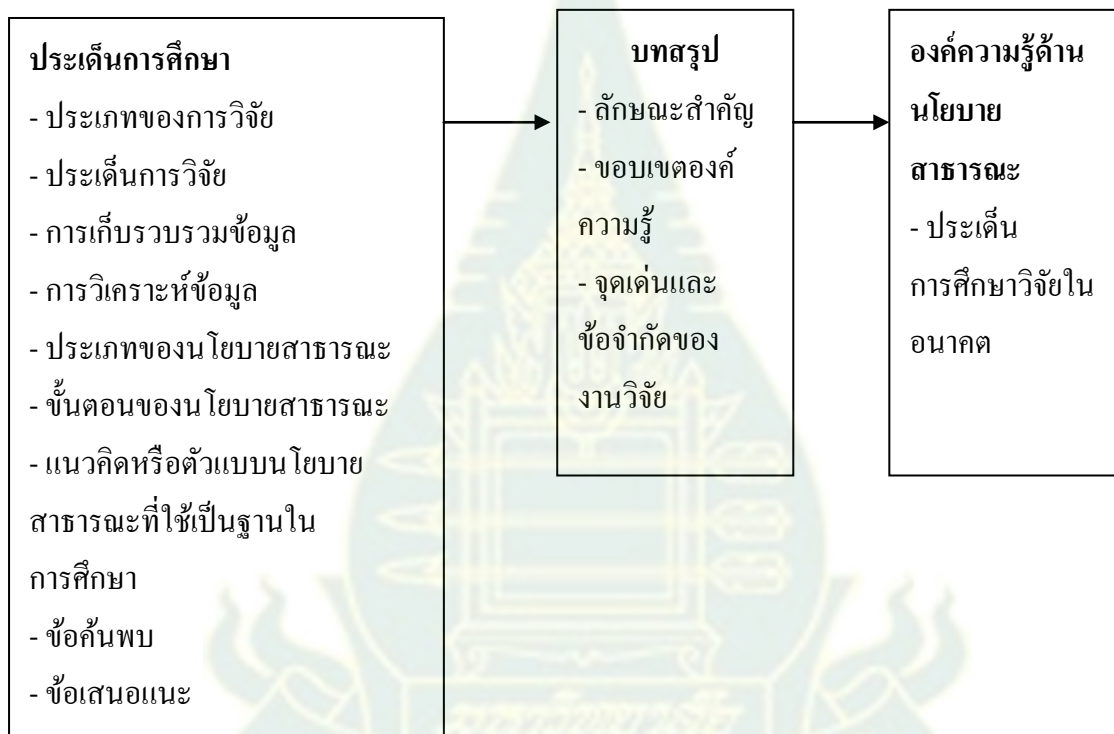 ประเด็นการศึกษา
- ประเภทของการวิจัย
- ประเด็นการวิจัย
- การเก็บรวบรวมข้อมูล
- การวิเคราะห์ข้อมูล
- ประเภทของนโยบายสาธารณะ
- ขั้นตอนของนโยบายสาธารณะ
- แนวคิดหรือตัวแบบนโยบาย
สาธารณะที่ใช้เป็นฐานใน
การศึกษา
- ข้อค้นพบ
- ข้อเสนอแนะ
บทสรุป
- ลักษณะสำคัญ
- ขอบเขตองค์
ความรู้
- จุดเด่นและ
ข้อจำกัดของ
งานวิจัย
องค์ความรู้ด้าน
นโยบาย
สาธารณะ
- ประเด็น
การศึกษาวิจัยใน
อนาคต